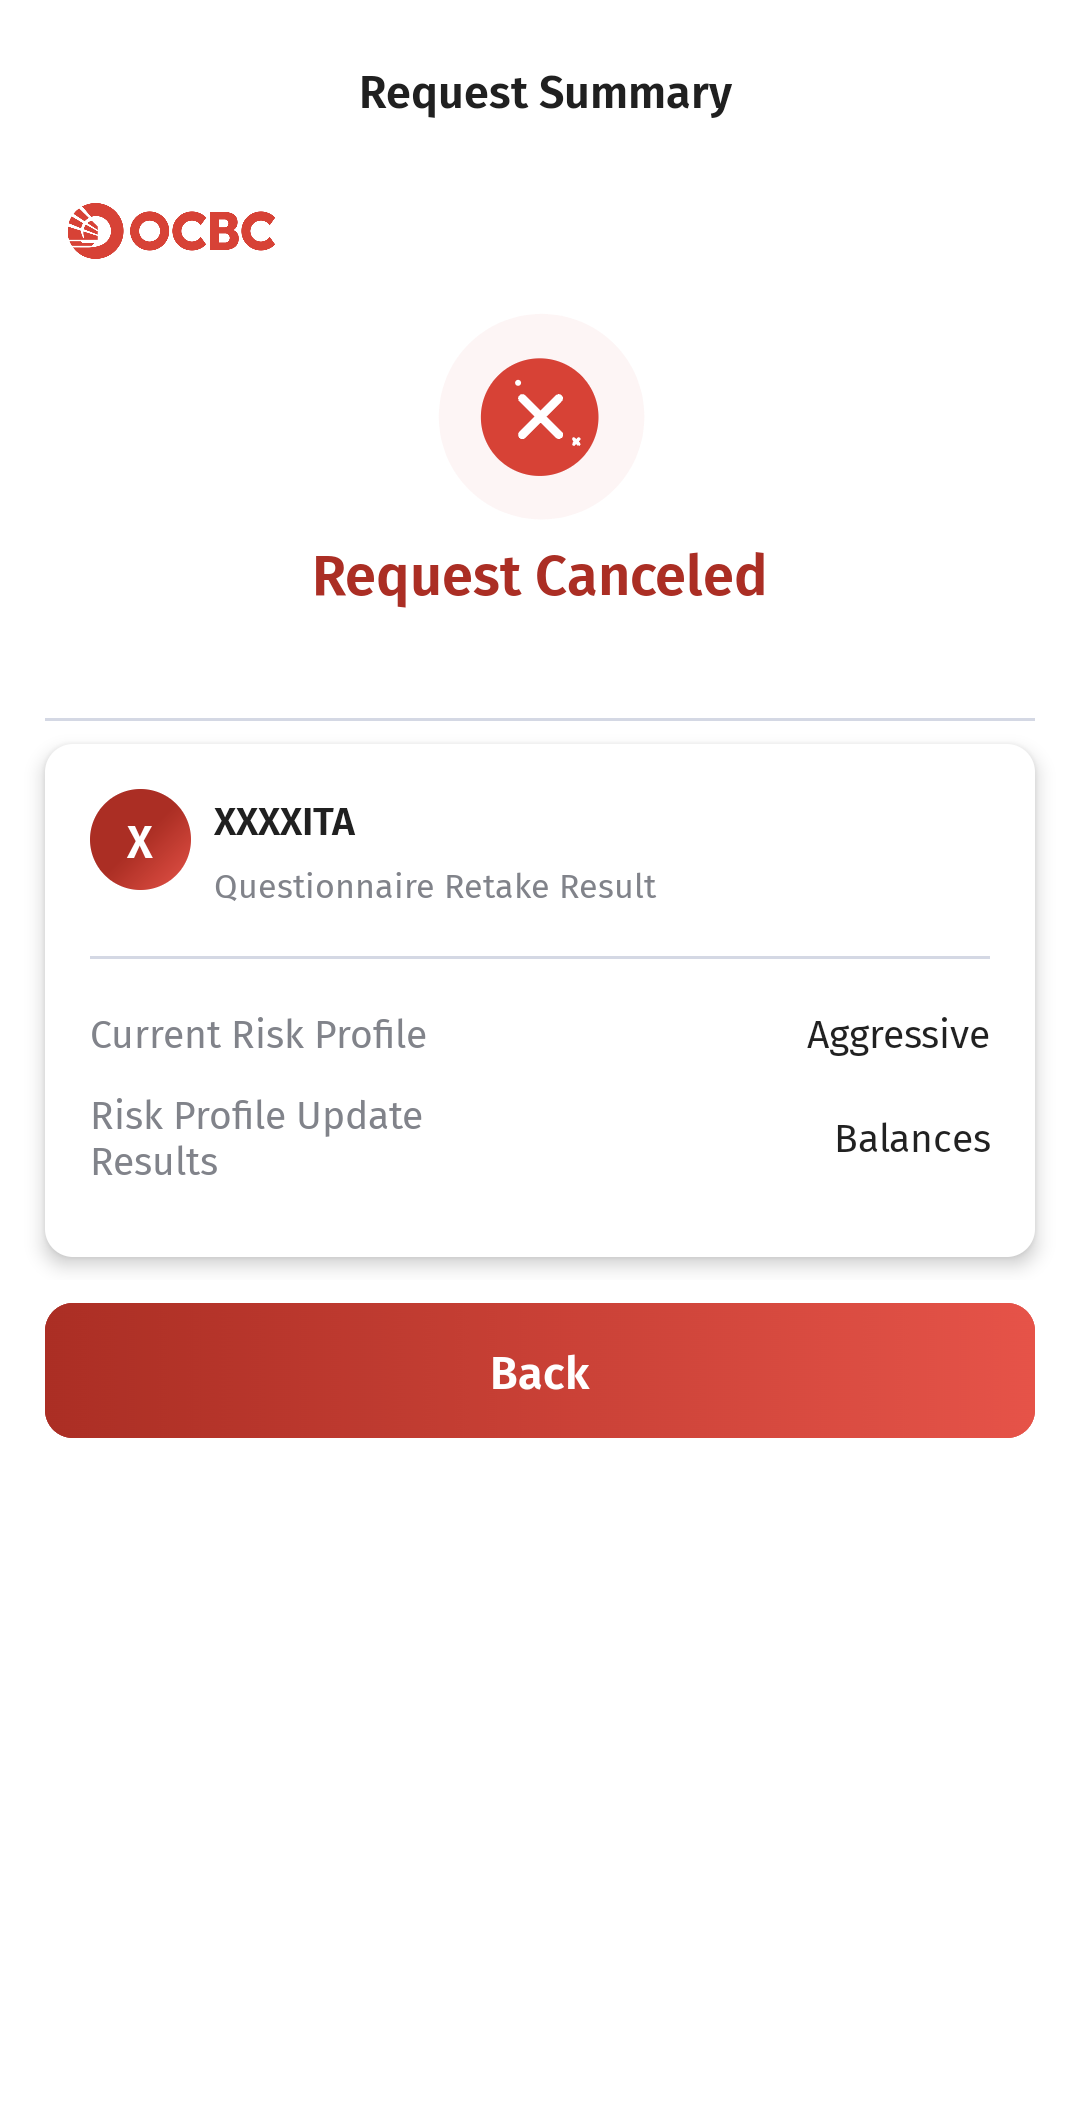 Request Summary
OCBC
Request Canceled
X
XXXXITA
Questionnaire Retake Result
Current Risk Profile
Aggressive
Risk Profile Update
Results
Balances
Back